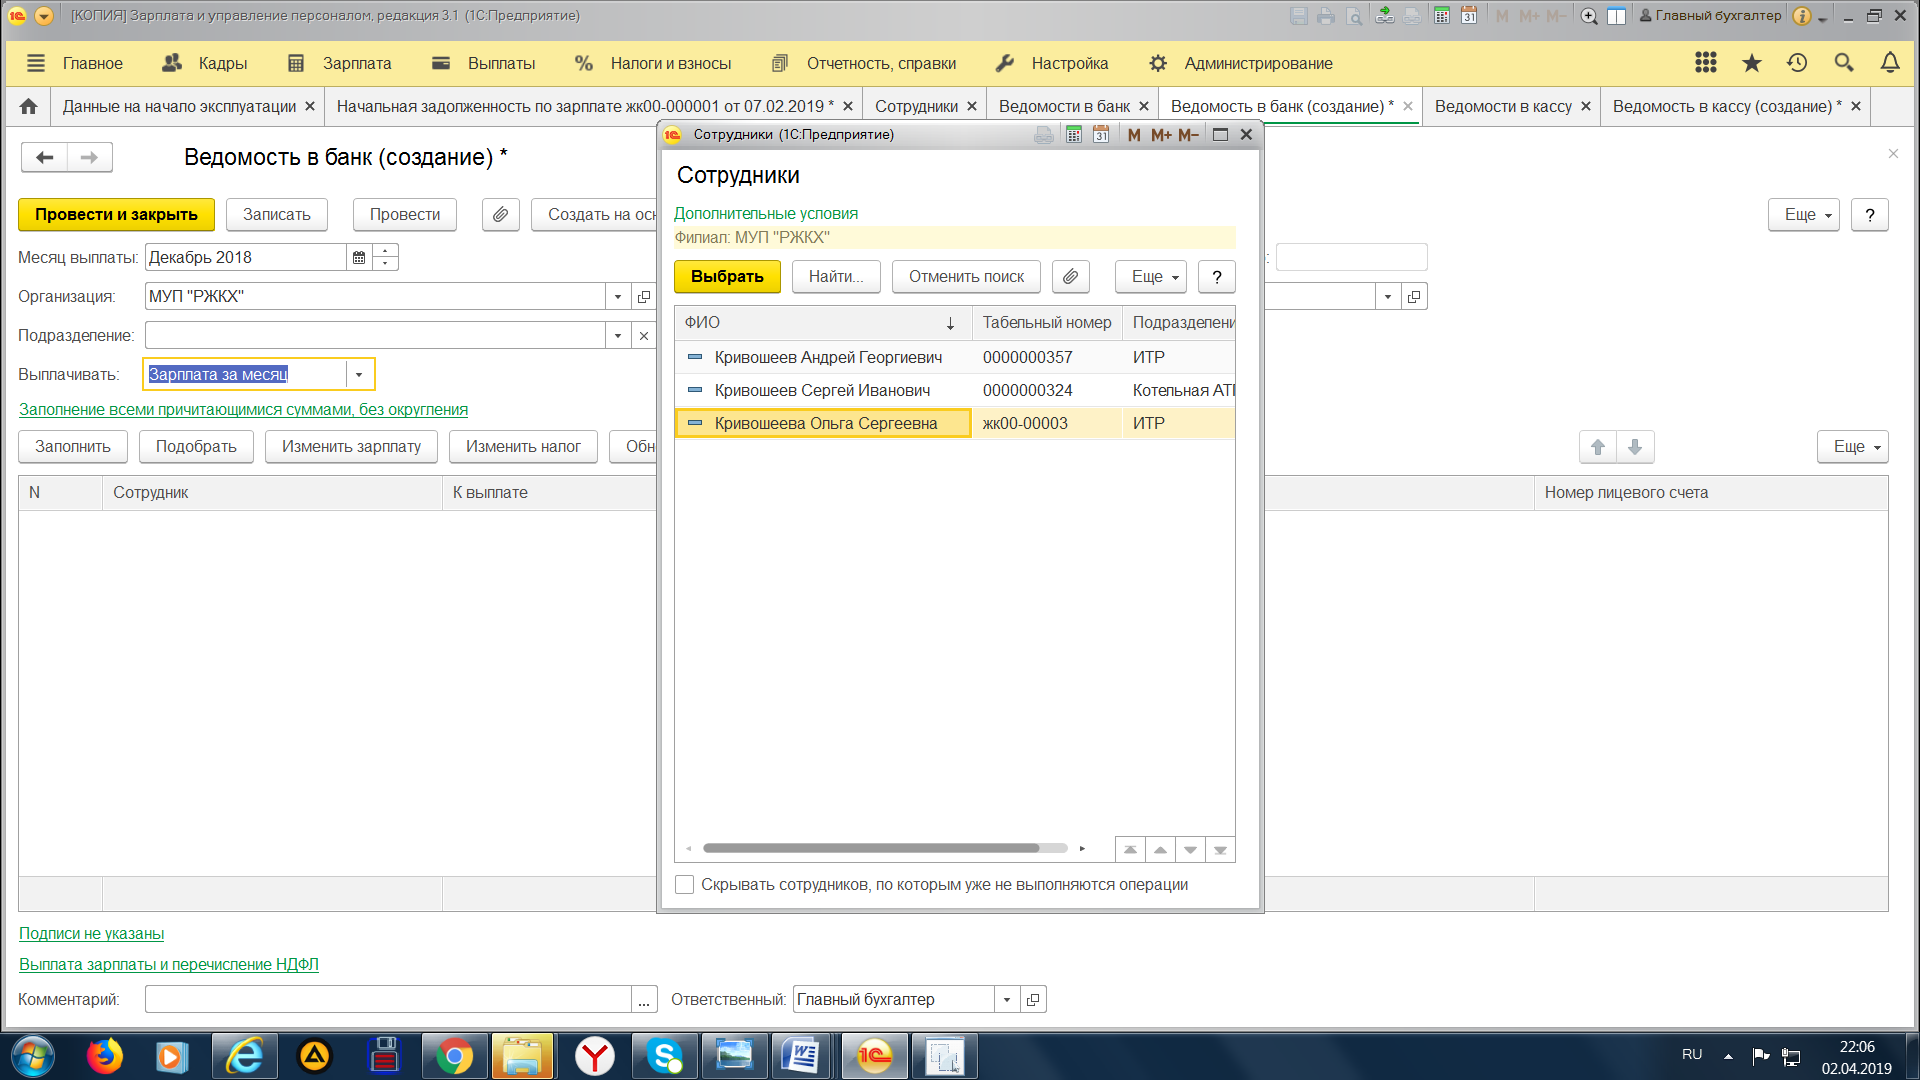 [КОПИЯ] Зарплата и управление персоналом, редакция 3.1 (1С:Предприятие)
M M+ M- Главный бухгалтер
Главное Кадры Зарплата Выплаты Налоги и взносы Отчетность, справки Настройка Администрирование
Данные на начало эксплуатации Начальная задолженность по зарплате жк00-000001 от 07.02.2019 * Сотрудники Ведомости в банк Ведомость в банк (создание) * Ведомости в кассу Ведомость в кассу (создание) *
Сотрудники (1С:Предприятие) 31 M M+ M-
Ведомость в банк (создание) *
Провести и закрыть Записать Провести Создать на осн
Еще ?
Месяц выплаты: Декабрь 2018
Организация: МУП "РЖКХ"
Подразделение:
Выплачивать: Зарплата за месяц
Заполнение всеми причитающимися суммами, без округления
Заполнить Подобрать Изменить зарплату Изменить налог Обн
Еще
N Сотрудник К выплате Номер лицевого счета
Сотрудники
Дополнительные условия
Филиал: МУП "РЖКХ"
Выбрать Найти... Отменить поиск Еще ?
ФИО Табельный номер Подразделени
Кривошеев Андрей Георгиевич 0000000357 ИТР
Кривошеев Сергей Иванович 0000000324 Котельная АТ
Кривошеева Ольга Сергеевна жк00-00003 ИТР
Скрывать сотрудников, по которым уже не выполняются операции
Подписи не указаны
Выплата зарплаты и перечисление НДФЛ
Комментарий: ... Ответственный: Главный бухгалтер
RU 22:06
02.04.2019